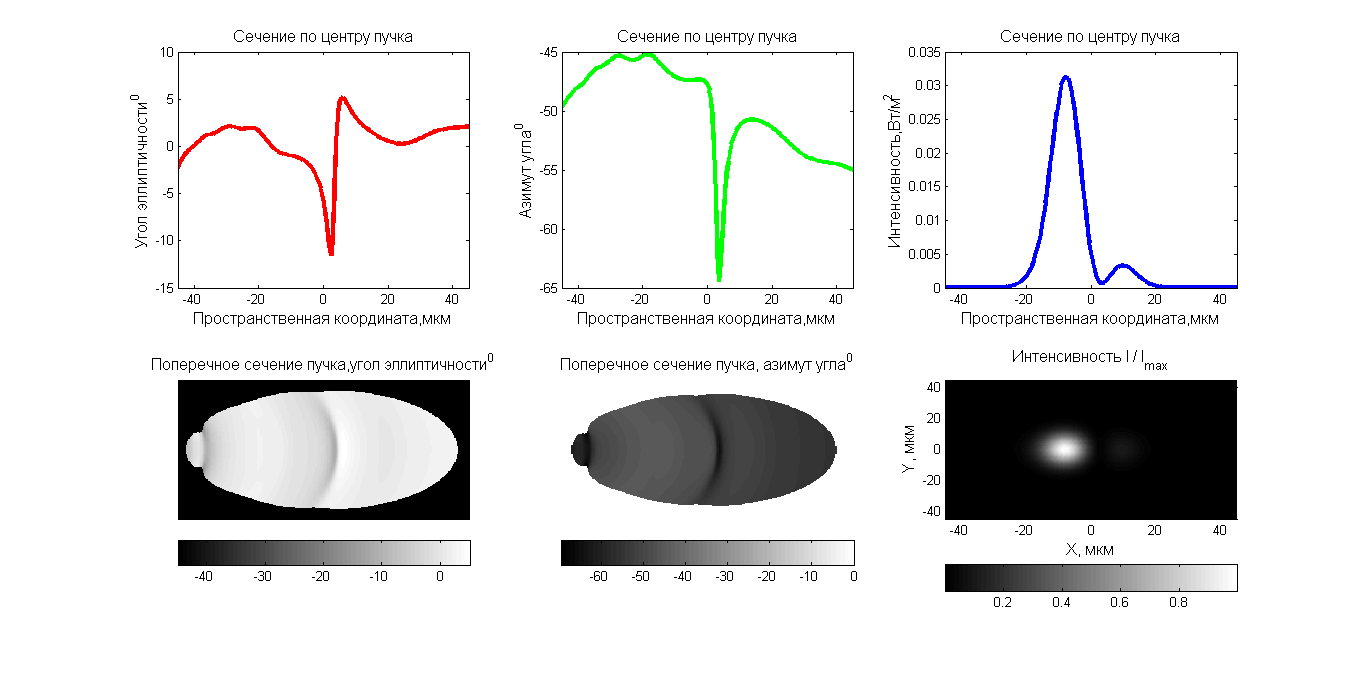 Сечение по центру пучка
10
5
0
-5
-10
-15
-40 -20 0 20 40
Угол эллиптичности⁰
Пространственная координата,мкм
Сечение по центру пучка
-45
-50
-55
-60
-65
-40 -20 0 20 40
Азимут угла⁰
Пространственная координата,мкм
Сечение по центру пучка
0.035
0.03
0.025
0.02
0.015
0.01
0.005
0
-40 -20 0 20 40
Интенсивность,Вт/м²
Пространственная координата,мкм
Поперечное сечение пучка,угол эллиптичности⁰
-40 -30 -20 -10 0
Поперечное сечение пучка, азимут угла⁰
-60 -50 -40 -30 -20 -10 0
Интенсивность I / Imax
40
20
0
-20
-40
Y, мкм
-40 -20 0 20 40
X, мкм
0.2 0.4 0.6 0.8